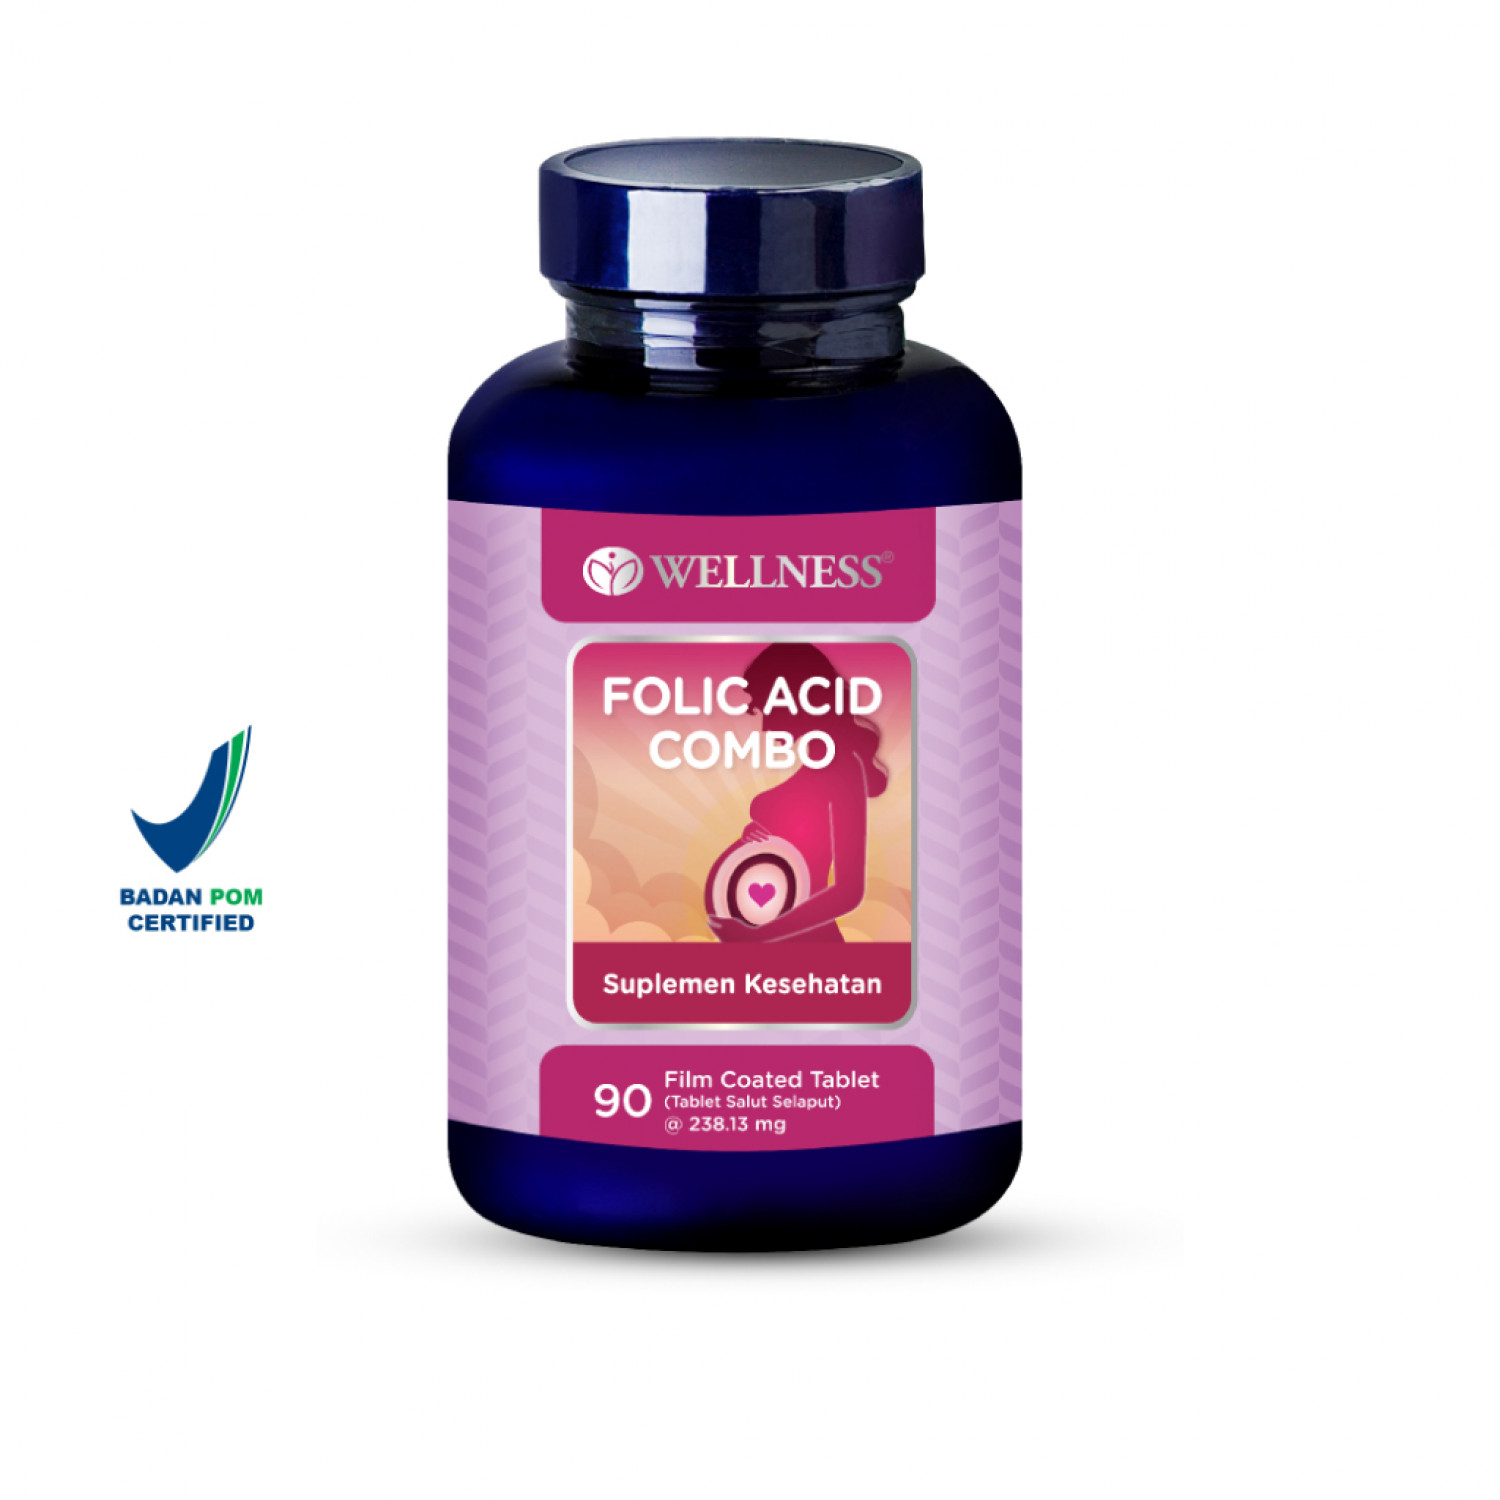 WELLNESS®
FOLIC ACID
COMBO
Suplemen Kesehatan
90 Film Coated Tablet
(Tablet Salut Selaput)
@ 238.13 mg
BADAN POM
CERTIFIED